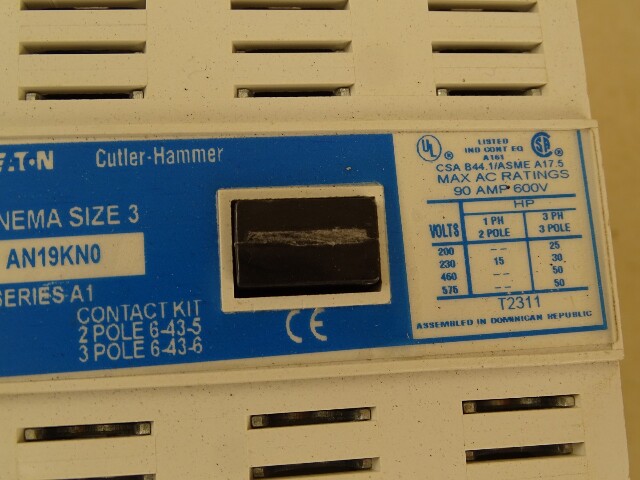 E·T·N Cutler-Hammer
NEMA SIZE 3
AN19KN0
SERIES A1
CONTACT KIT
2 POLE 6-43-5
3 POLE 6-43-6
CE
UL ® LISTED SA ®
IND CONT EQ
A161
CSA B44.1/ASME A17.5
MAX AC RATINGS
90 AMP 600V
HP
VOLTS 1 PH 2 POLE 3 PH 3 POLE
200 -- 25
230 15 30
460 -- 50
575 -- 50
T2311
ASSEMBLED IN DOMINICAN REPUBLIC